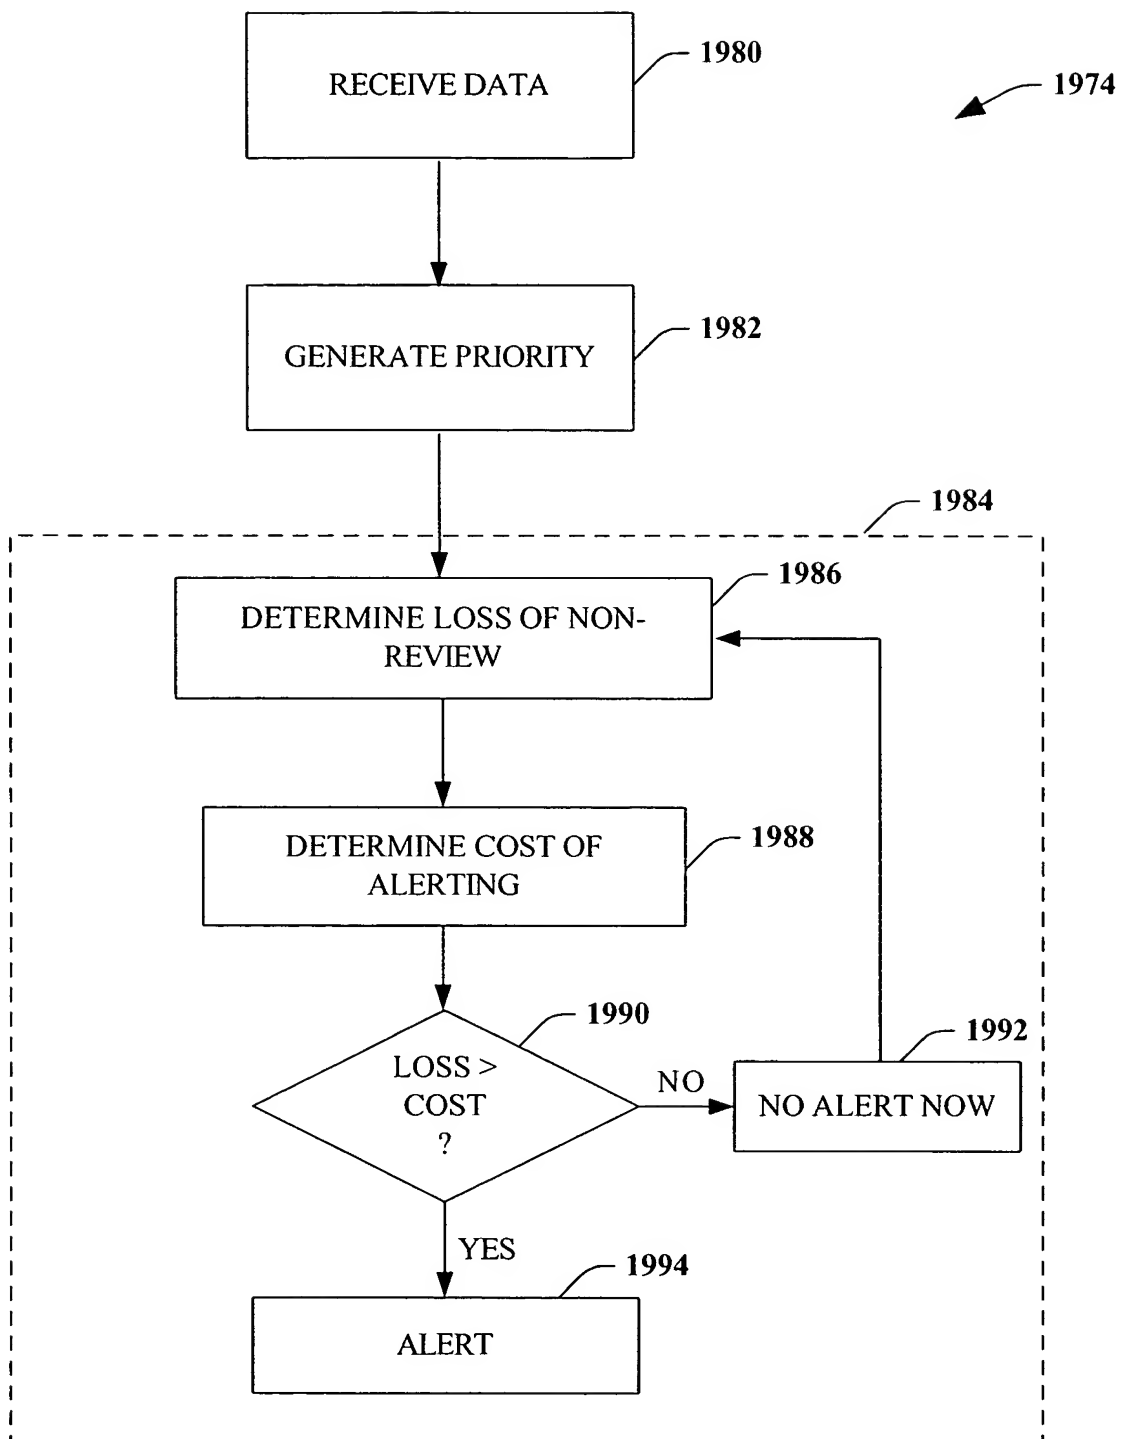 1980
RECEIVE DATA
1974
1982
GENERATE PRIORITY
1984
1986
DETERMINE LOSS OF NON-
REVIEW
1988
DETERMINE COST OF
ALERTING
1990
LOSS >
COST
?
NO
1992
NO ALERT NOW
YES
1994
ALERT